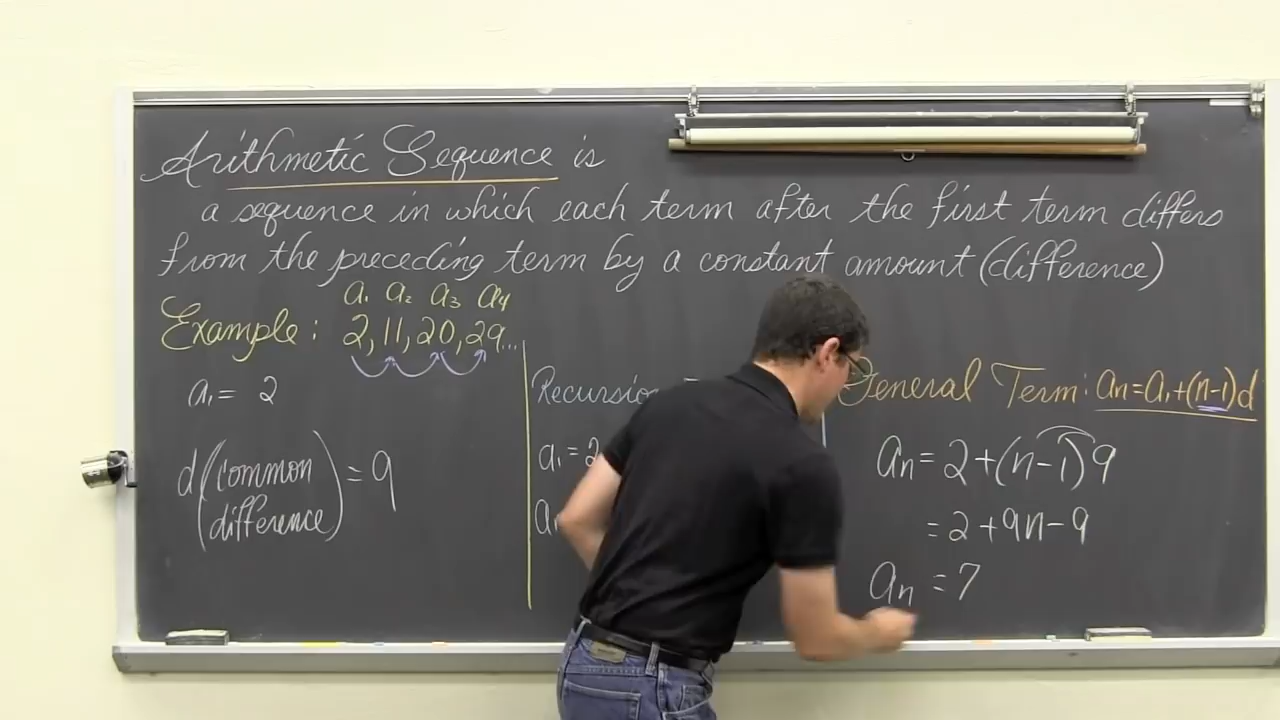 Arithmetic Sequence is
a sequence in which each term after the first term differs
from the preceding term by a constant amount (difference)
a₁ a₂ a₃ a₄
Example: 2, 11, 20, 29...
a₁ = 2
d (common difference) = 9
Recursion
a₁ = 2
General Term: an = a₁ + (n-1)d
an = 2 + (n-1)9
= 2 + 9n - 9
an = 7